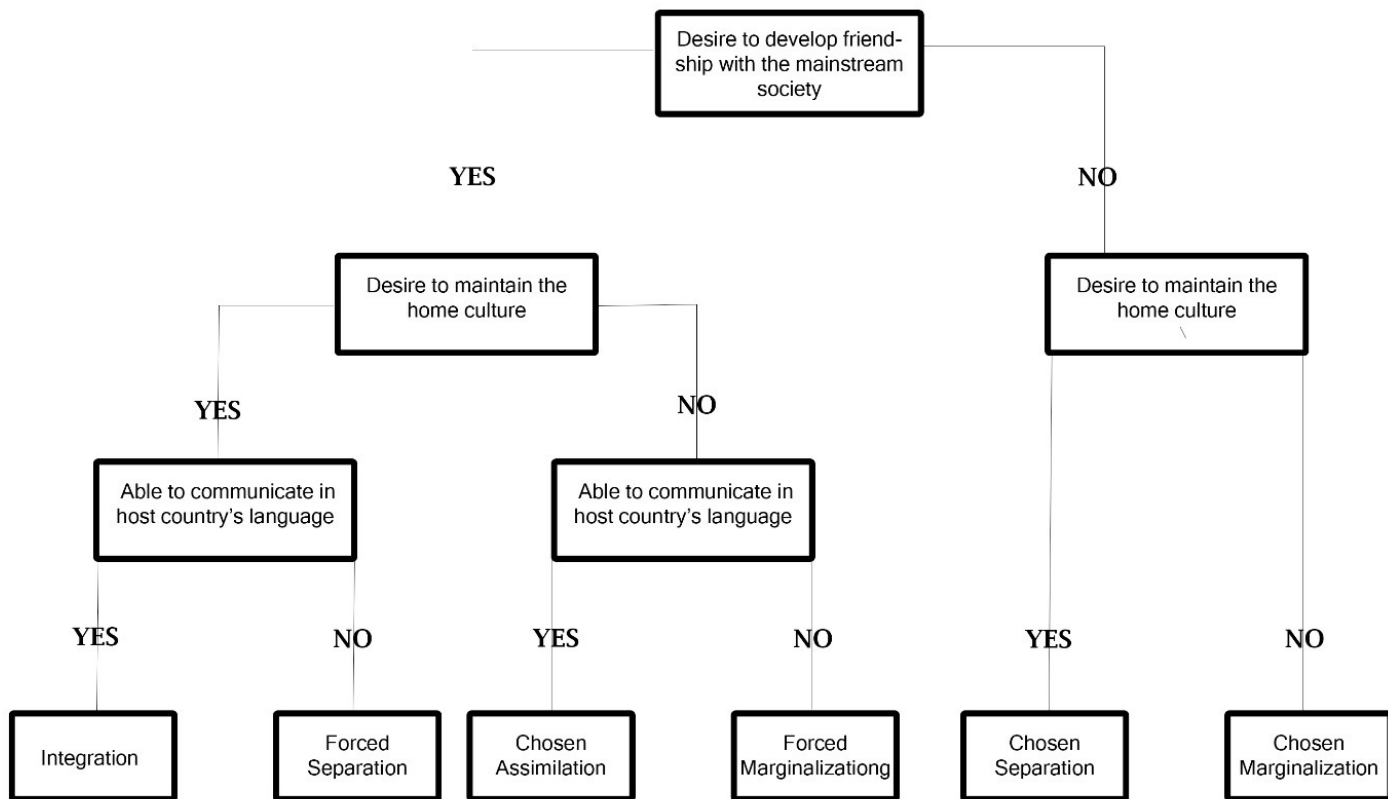 Desire to develop friend-
ship with the mainstream
society
YES
NO
Desire to maintain the
home culture
Desire to maintain the
home culture
YES
NO
Able to communicate in
host country's language
Able to communicate in
host country's language
YES
NO
YES
NO
YES
NO
Integration
Forced
Separation
Chosen
Assimilation
Forced
Marginalizationg
Chosen
Separation
Chosen
Marginalization